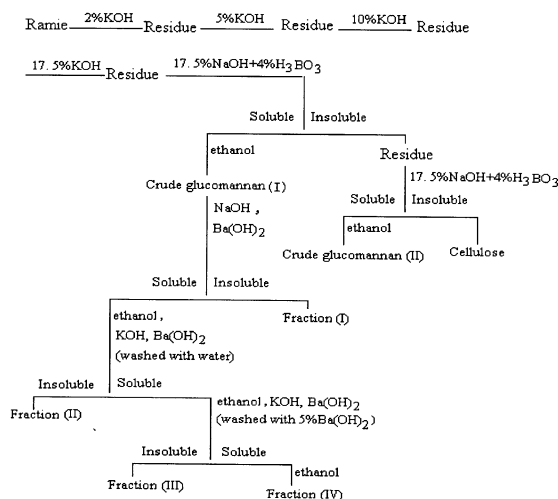 Ramie 2%KOH Residue 5%KOH Residue 10%KOH Residue
17.5%KOH Residue 17.5%NaOH+4%H3BO3
Soluble Insoluble
ethanol
Residue
Crude glucomannan (I)
17.5%NaOH+4%H3BO3
NaOH ,
Ba(OH)2
Soluble Insoluble
ethanol
Crude glucomannan (II) Cellulose
Soluble Insoluble
ethanol ,
KOH, Ba(OH)2
(washed with water)
Fraction (I)
Insoluble Soluble
Fraction (II)
ethanol , KOH, Ba(OH)2
(washed with 5%Ba(OH)2 )
Insoluble Soluble
Fraction (III)
ethanol
Fraction (IV)